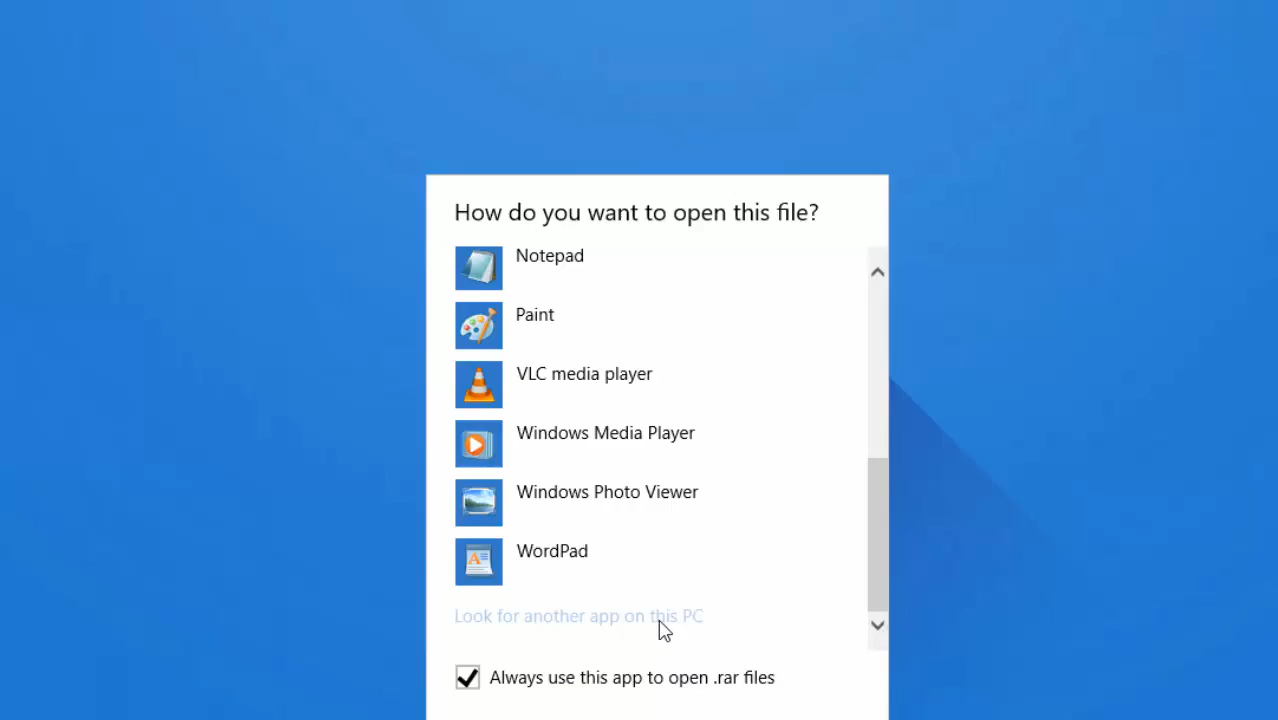 How do you want to open this file?
Notepad
Paint
VLC media player
Windows Media Player
Windows Photo Viewer
WordPad
Look for another app on this PC
Always use this app to open .rar files